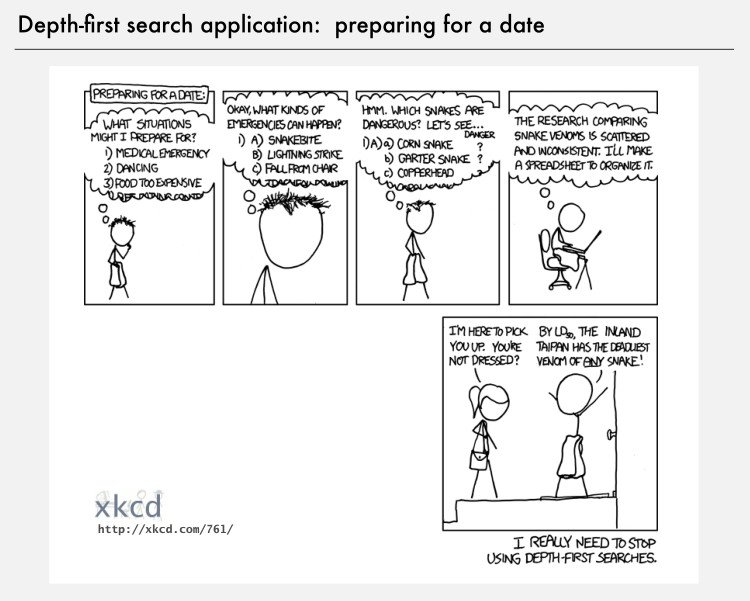 Depth-first search application: preparing for a date
PREPARING FOR A DATE:
WHAT SITUATIONS
MIGHT I PREPARE FOR?
1) MEDICAL EMERGENCY
2) DANCING
3) FOOD TOO EXPENSIVE
OKAY, WHAT KINDS OF
EMERGENCIES CAN HAPPEN?
1) A) SNAKEBITE
B) LIGHTNING STRIKE
C) FALL FROM CHAIR
HMM. WHICH SNAKES ARE
DANGEROUS? LET'S SEE...
DANGER
1) A) a) CORN SNAKE ?
b) GARTER SNAKE ?
c) COPPERHEAD
THE RESEARCH COMPARING
SNAKE VENOMS IS SCATTERED
AND INCONSISTENT. I'LL MAKE
A SPREADSHEET TO ORGANIZE IT.
I'M HERE TO PICK
YOU UP. YOU'RE
NOT DRESSED?
BY LD50, THE INLAND
TAIPAN HAS THE DEADLIEST
VENOM OF ANY SNAKE!
xkcd
http://xkcd.com/761/
I REALLY NEED TO STOP
USING DEPTH-FIRST SEARCHES.